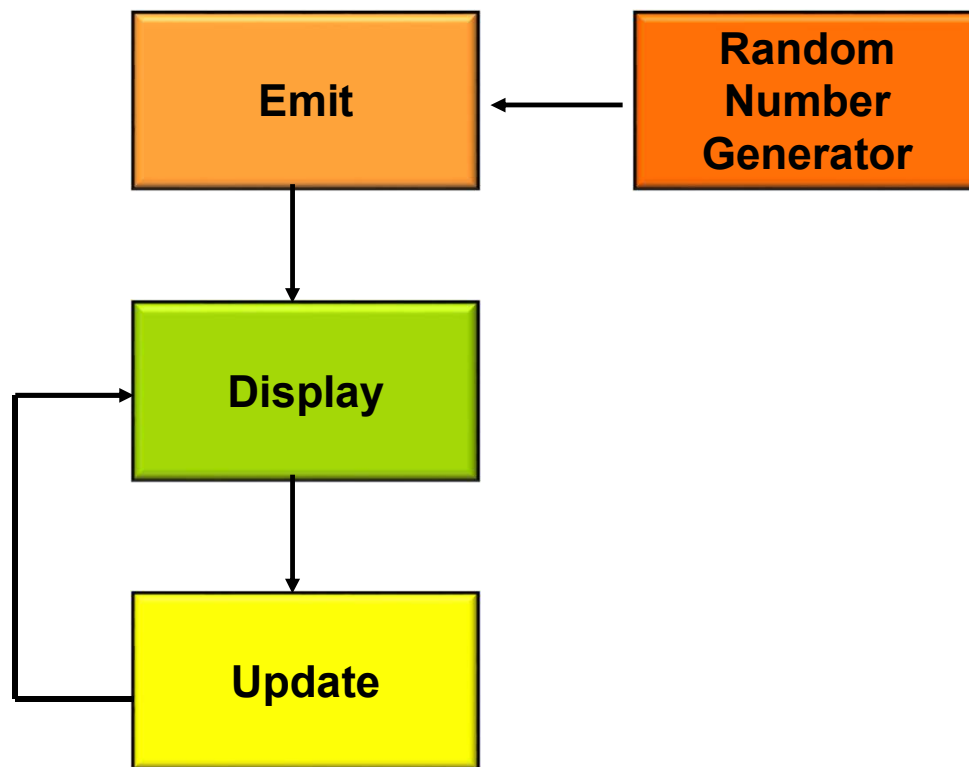 Emit
Random
Number
Generator
Display
Update